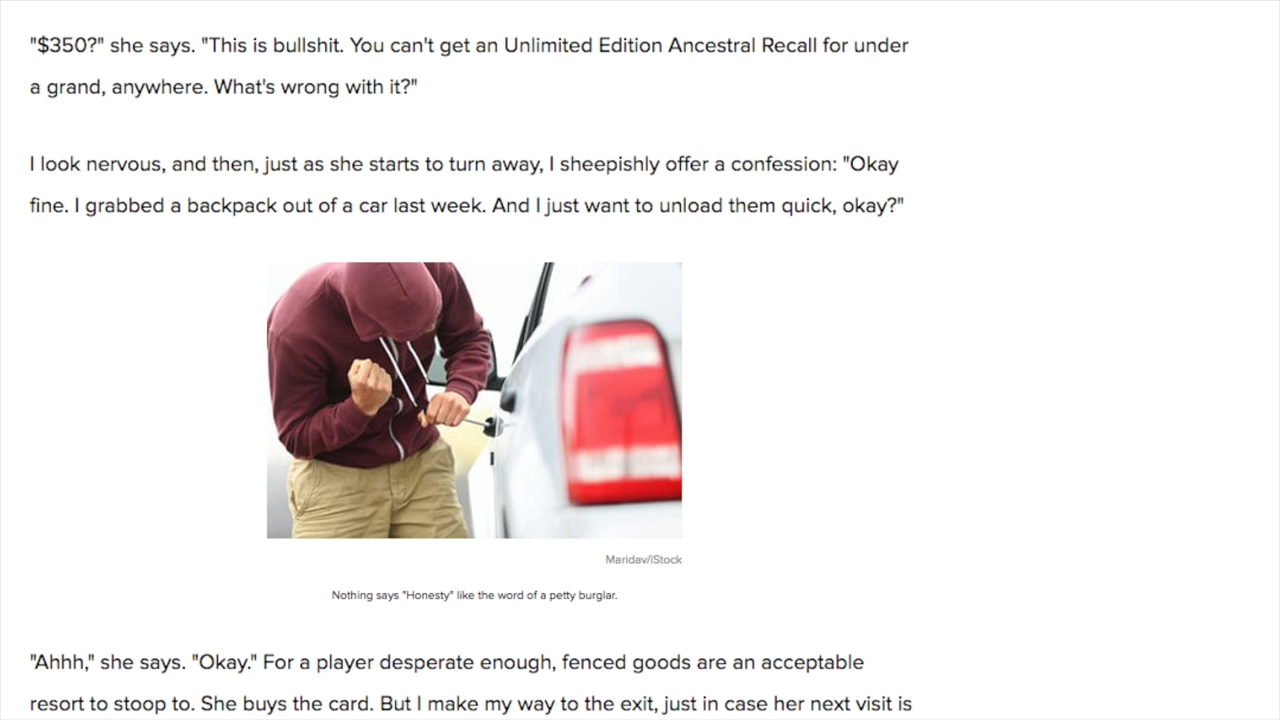 "$350?" she says. "This is bullshit. You can't get an Unlimited Edition Ancestral Recall for under
a grand, anywhere. What's wrong with it?"
I look nervous, and then, just as she starts to turn away, I sheepishly offer a confession: "Okay
fine. I grabbed a backpack out of a car last week. And I just want to unload them quick, okay?"
Maridav/iStock
Nothing says "Honesty" like the word of a petty burglar.
"Ahhh," she says. "Okay." For a player desperate enough, fenced goods are an acceptable
resort to stoop to. She buys the card. But I make my way to the exit, just in case her next visit is